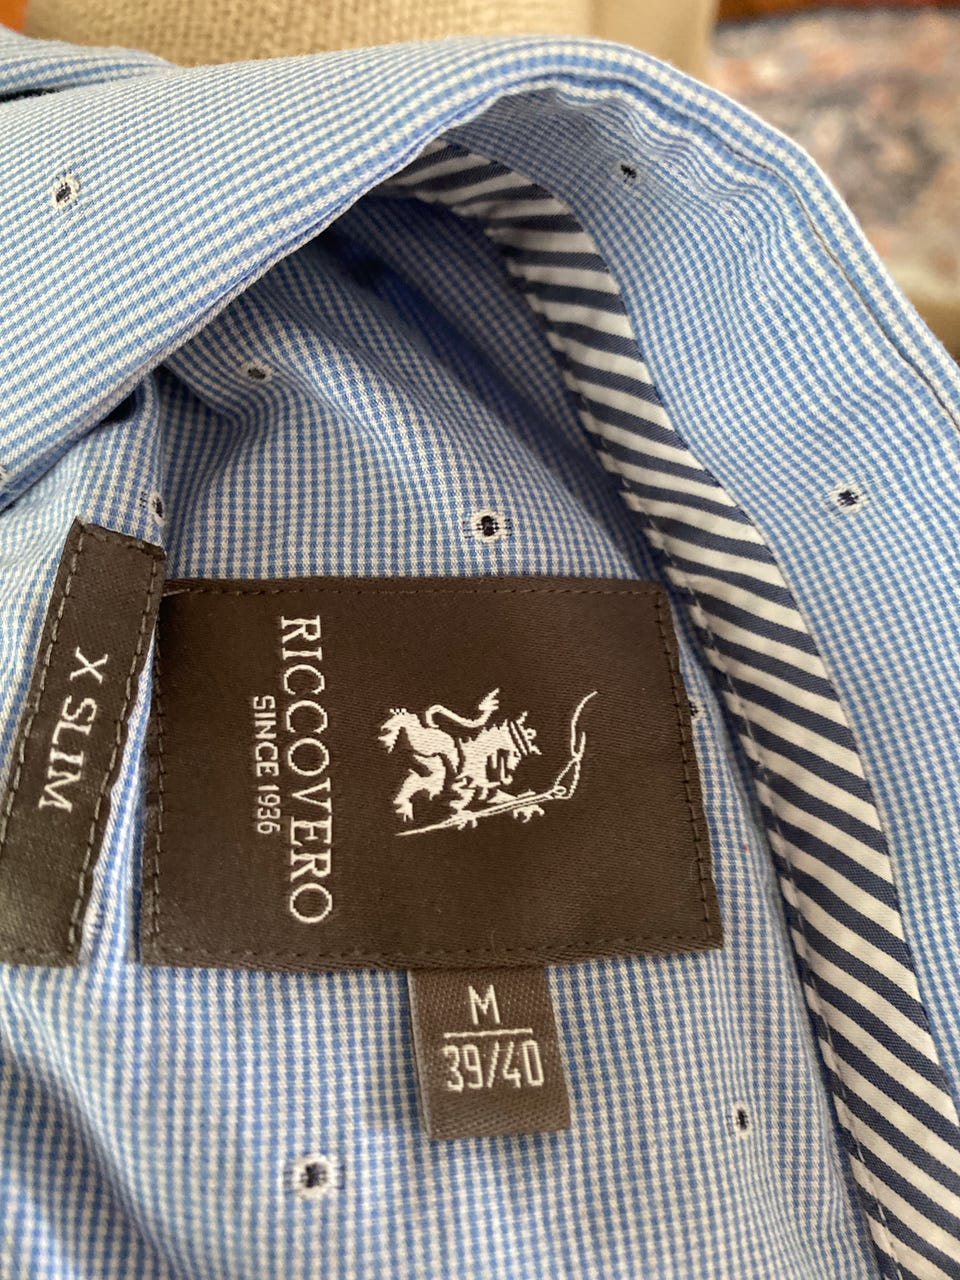 RICCOVERO
SINCE 1936
X SLIM
M
39/40